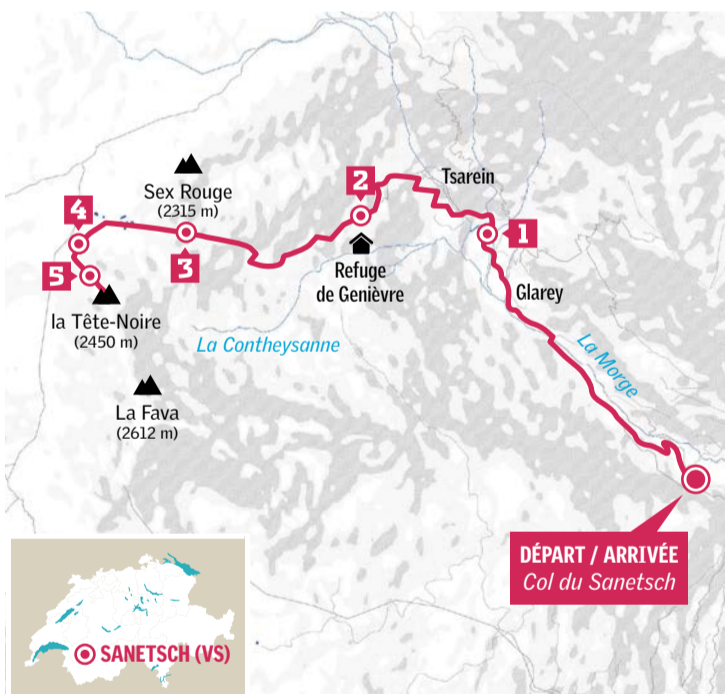 Sex Rouge
(2315 m)
4
3
2
Tsarein
1
5
la Tête-Noire
(2450 m)
Refuge
de Genièvre
Glarey
La Contheysanne
La Morge
La Fava
(2612 m)
DÉPART / ARRIVÉE
Col du Sanetsch
SANETSCH (VS)